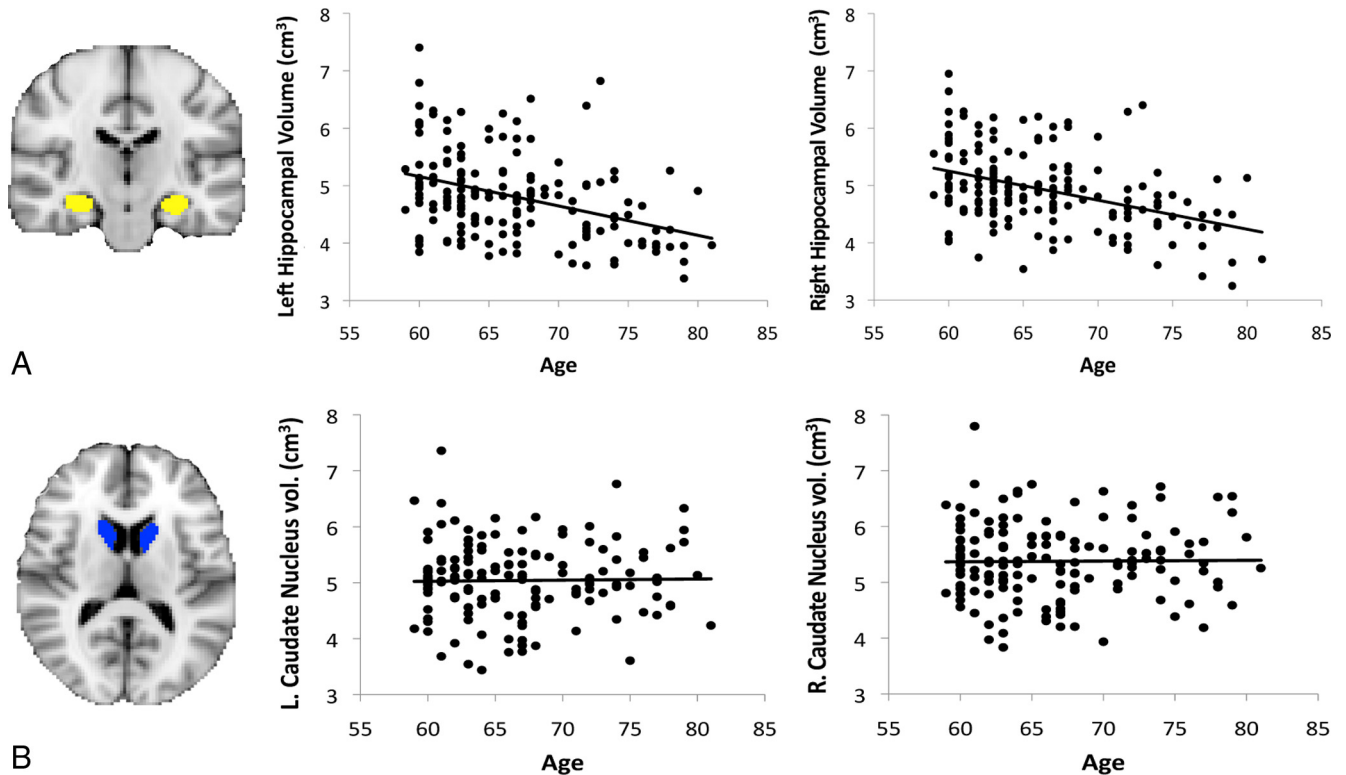 Left Hippocampal Volume (cm³)
8
7
6
5
4
3
55 60 65 70 75 80 85
Age
Right Hippocampal Volume (cm³)
8
7
6
5
4
3
55 60 65 70 75 80 85
Age
A
L. Caudate Nucleus vol. (cm³)
8
7
6
5
4
3
55 60 65 70 75 80 85
Age
R. Caudate Nucleus vol. (cm³)
8
7
6
5
4
3
55 60 65 70 75 80 85
Age
B